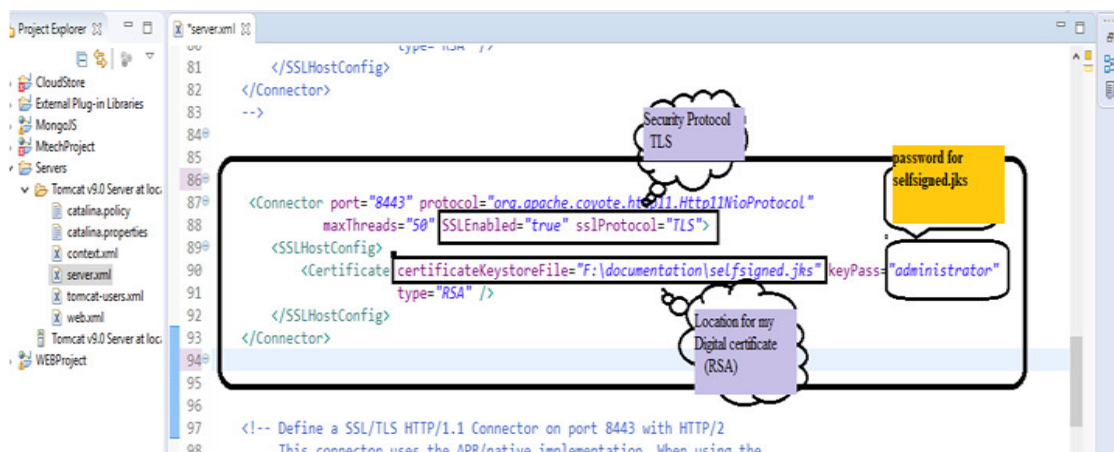 Project Explorer
*server.xml
CloudStore
External Plug-in Libraries
MongoJS
MtechProject
Servers
Tomcat v9.0 Server at loc
catalina.policy
catalina.properties
context.xml
server.xml
tomcat-users.xml
web.xml
Tomcat v9.0 Server at loc
WEBProject
80 type="RSA" />
81 </SSLHostConfig>
82 </Connector>
83 -->
84
85
86
87 <Connector port="8443" protocol="org.apache.coyote.http11.Http11NioProtocol"
88 maxThreads="50" SSLEnabled="true" sslProtocol="TLS">
89 <SSLHostConfig>
90 <Certificate certificateKeystoreFile="F:\documentation\selfsigned.jks" keyPass="administrator"
91 type="RSA" />
92 </SSLHostConfig>
93 </Connector>
94
95
96
97 <!-- Define a SSL/TLS HTTP/1.1 Connector on port 8443 with HTTP/2
98 This connector uses the APR/native implementation. When using the
Security Protocol
TLS
password for
selfsigned.jks
Location for my
Digital certificate
(RSA)